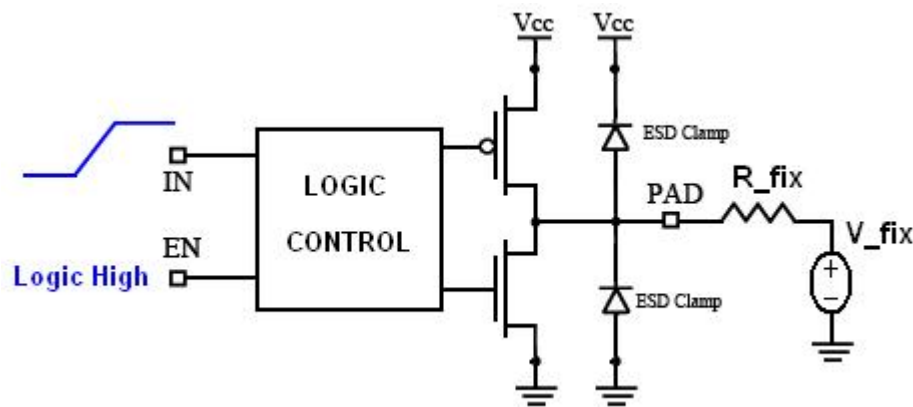 Vcc
Vcc
ESD Clamp
IN
LOGIC
CONTROL
PAD
R_fix
EN
V_fix
Logic High
ESD Clamp
+
−